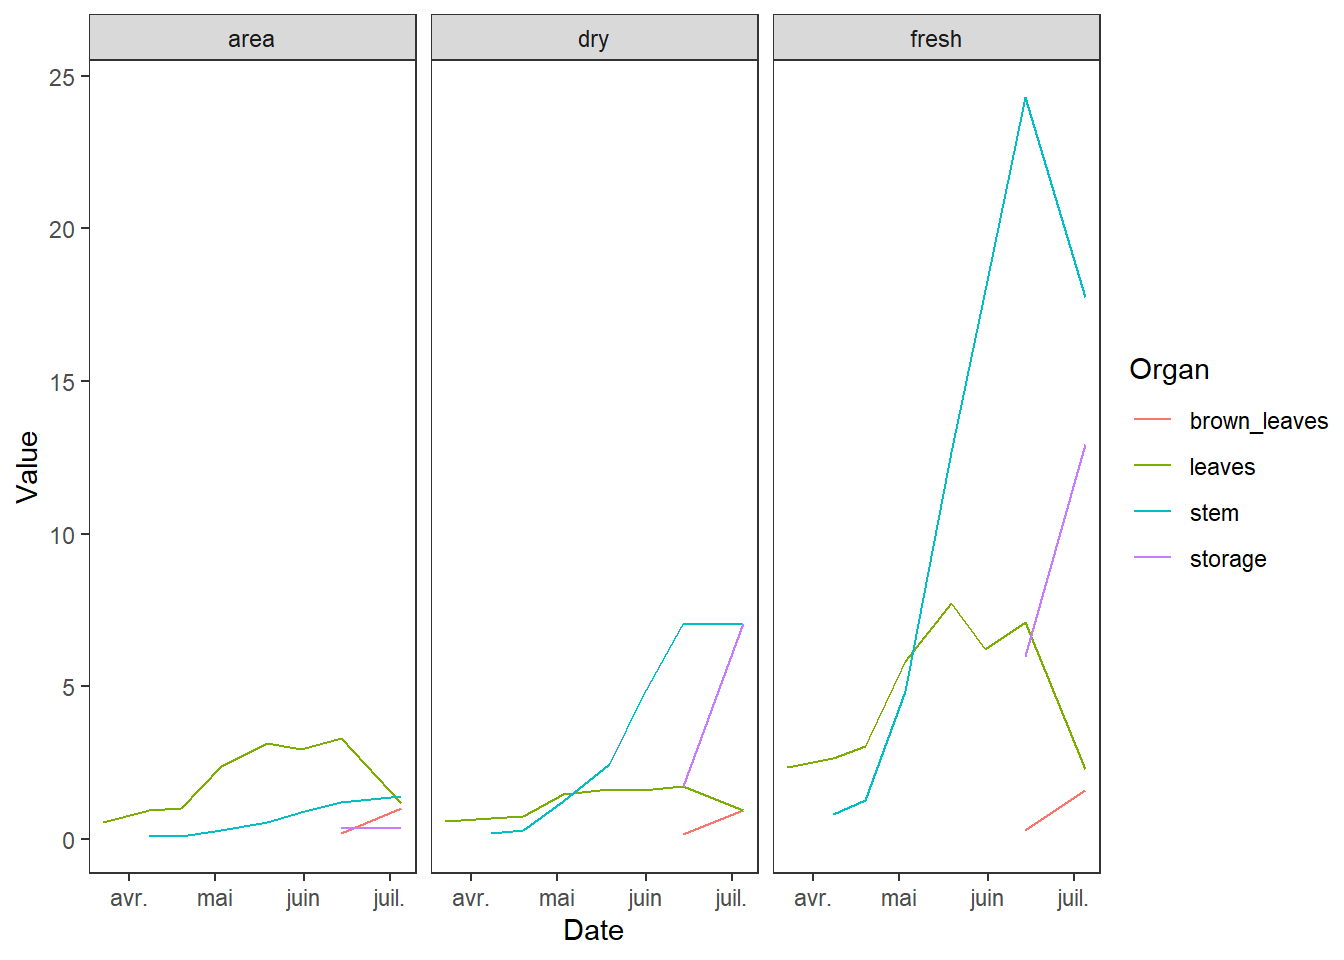 area dry fresh
25
20
15
10
5
0
Value
avr. mai juin juil. avr. mai juin juil. avr. mai juin juil.
Date
Organ
brown_leaves
leaves
stem
storage